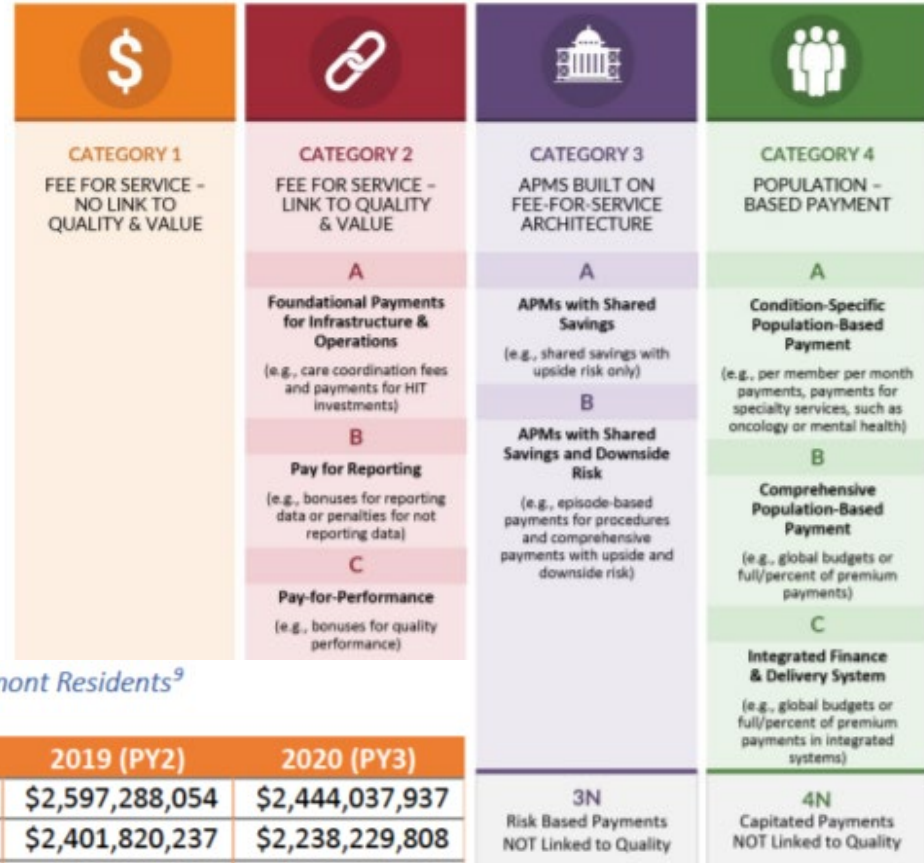 $
CATEGORY 1
FEE FOR SERVICE –
NO LINK TO
QUALITY & VALUE
CATEGORY 2
FEE FOR SERVICE –
LINK TO QUALITY
& VALUE
A
Foundational Payments
for Infrastructure &
Operations
(e.g., care coordination fees
and payments for HIT
investments)
B
Pay for Reporting
(e.g., bonuses for reporting
data or penalties for not
reporting data)
C
Pay-for-Performance
(e.g., bonuses for quality
performance)
CATEGORY 3
APMS BUILT ON
FEE-FOR-SERVICE
ARCHITECTURE
A
APMs with Shared
Savings
(e.g., shared savings with
upside risk only)
B
APMs with Shared
Savings and Downside
Risk
(e.g., episode-based
payments for procedures
and comprehensive
payments with upside and
downside risk)
3N
Risk Based Payments
NOT Linked to Quality
CATEGORY 4
POPULATION –
BASED PAYMENT
A
Condition-Specific
Population-Based
Payment
(e.g., per member per month
payments, payments for
specialty services, such as
oncology or mental health)
B
Comprehensive
Population-Based
Payment
(e.g., global budgets or
full/percent of premium
payments)
C
Integrated Finance
& Delivery System
(e.g., global budgets or
full/percent of premium
payments in integrated
systems)
4N
Capitated Payments
NOT Linked to Quality
mont Residents⁹
2019 (PY2) 2020 (PY3)
$2,597,288,054 $2,444,037,937
$2,401,820,237 $2,238,229,808